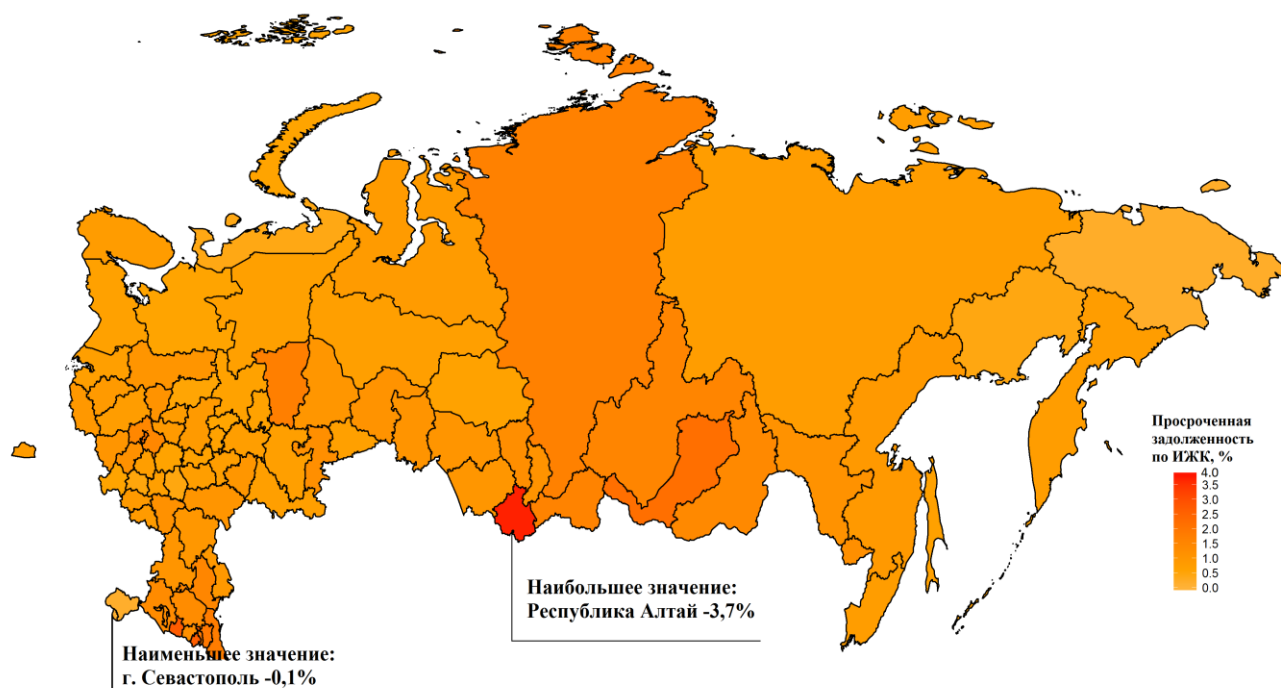 Просроченная
задолженность
по ИЖК, %
4.0
3.5
3.0
2.5
2.0
1.5
1.0
0.5
0.0
Наибольшее значение:
Республика Алтай -3,7%
Наименьшее значение:
г. Севастополь -0,1%